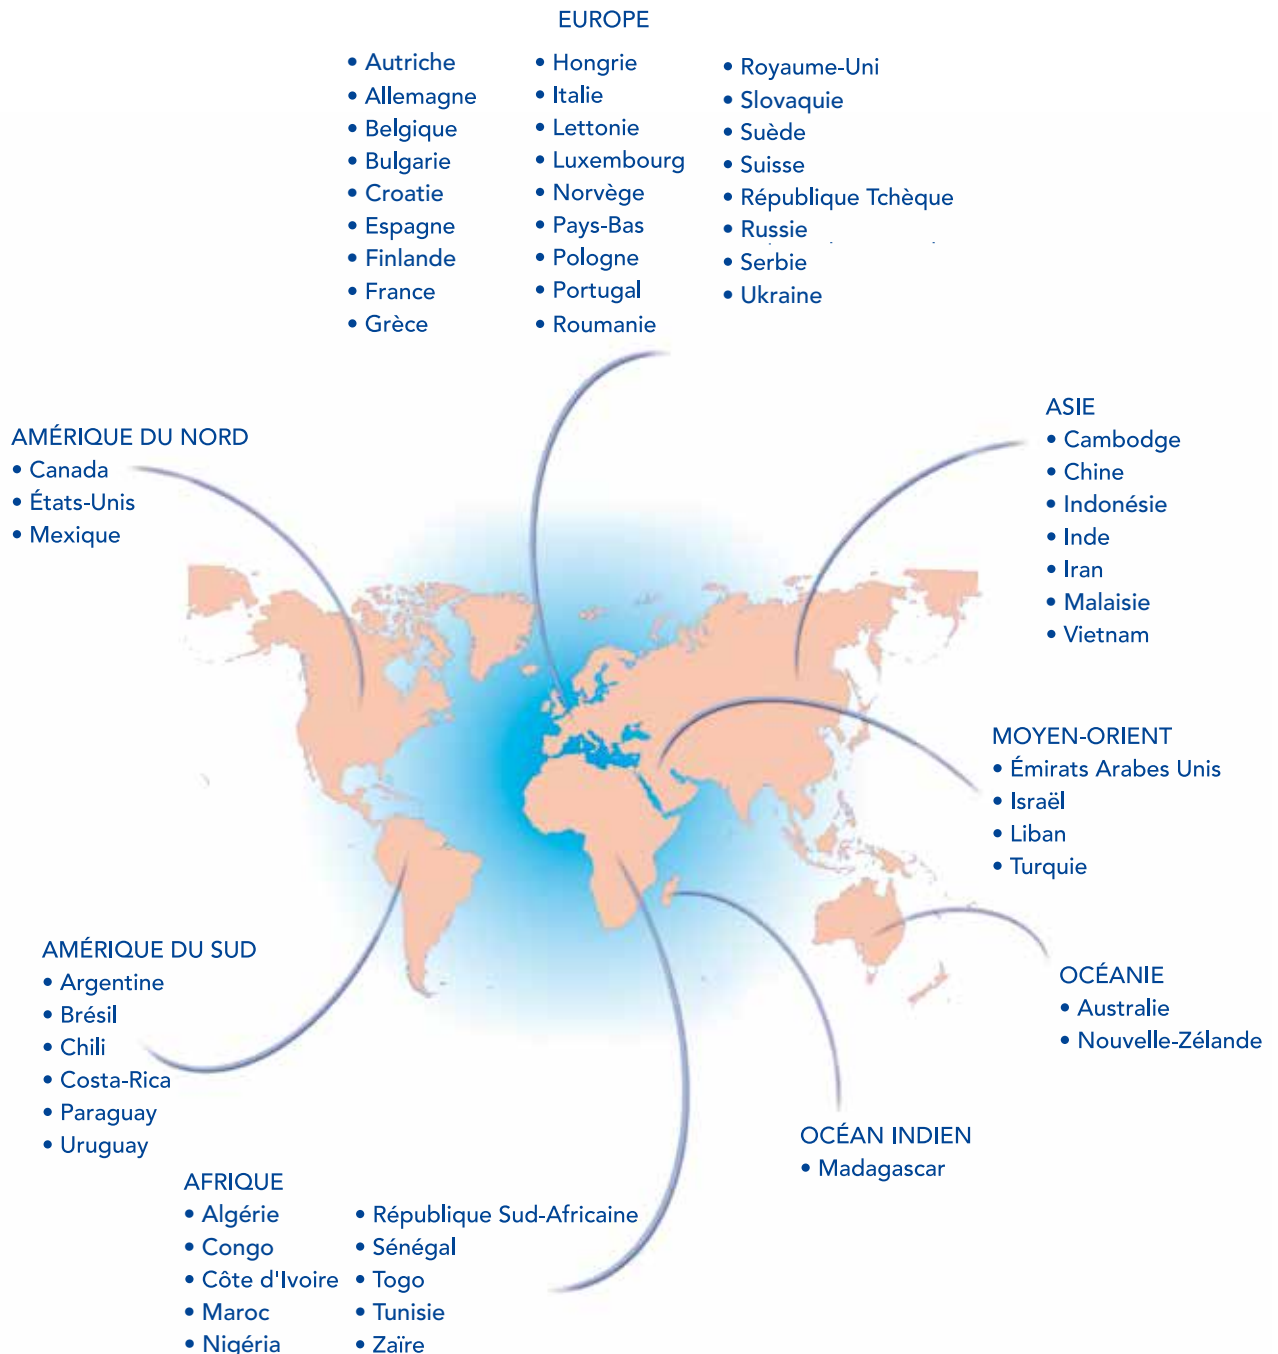 EUROPE
• Autriche
• Allemagne
• Belgique
• Bulgarie
• Croatie
• Espagne
• Finlande
• France
• Grèce
• Hongrie
• Italie
• Lettonie
• Luxembourg
• Norvège
• Pays-Bas
• Pologne
• Portugal
• Roumanie
• Royaume-Uni
• Slovaquie
• Suède
• Suisse
• République Tchèque
• Russie
• Serbie
• Ukraine
AMÉRIQUE DU NORD
• Canada
• États-Unis
• Mexique
ASIE
• Cambodge
• Chine
• Indonésie
• Inde
• Iran
• Malaisie
• Vietnam
MOYEN-ORIENT
• Émirats Arabes Unis
• Israël
• Liban
• Turquie
AMÉRIQUE DU SUD
• Argentine
• Brésil
• Chili
• Costa-Rica
• Paraguay
• Uruguay
OCÉANIE
• Australie
• Nouvelle-Zélande
OCÉAN INDIEN
• Madagascar
AFRIQUE
• Algérie
• Congo
• Côte d'Ivoire
• Maroc
• Nigéria
• République Sud-Africaine
• Sénégal
• Togo
• Tunisie
• Zaïre